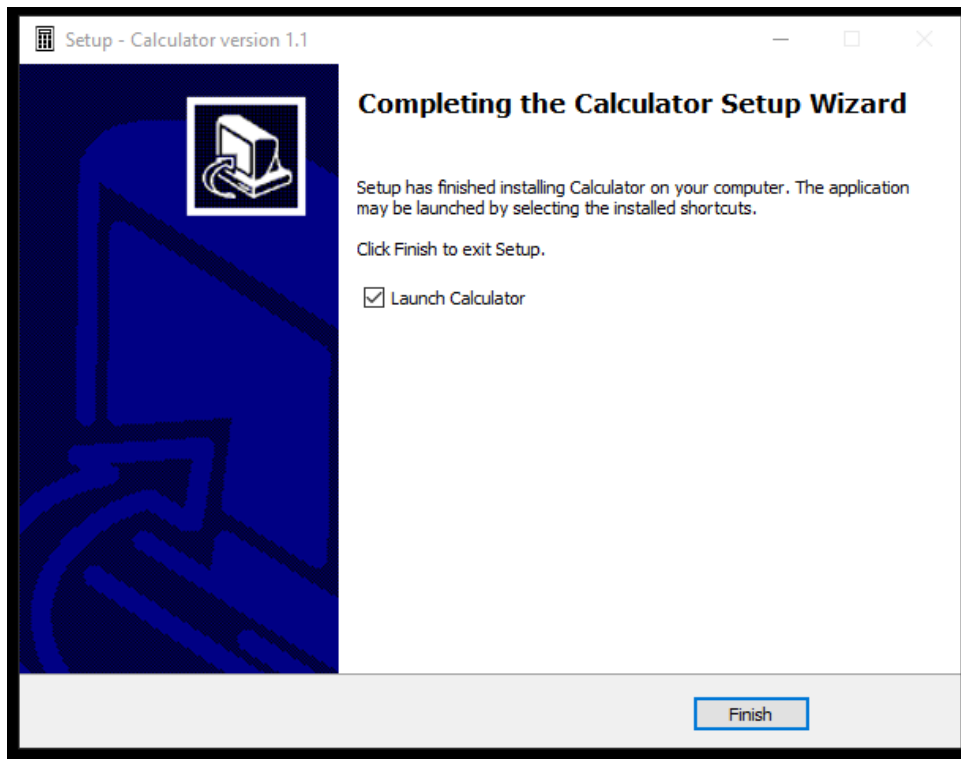 Setup - Calculator version 1.1
Completing the Calculator Setup Wizard
Setup has finished installing Calculator on your computer. The application
may be launched by selecting the installed shortcuts.
Click Finish to exit Setup.
Launch Calculator
Finish